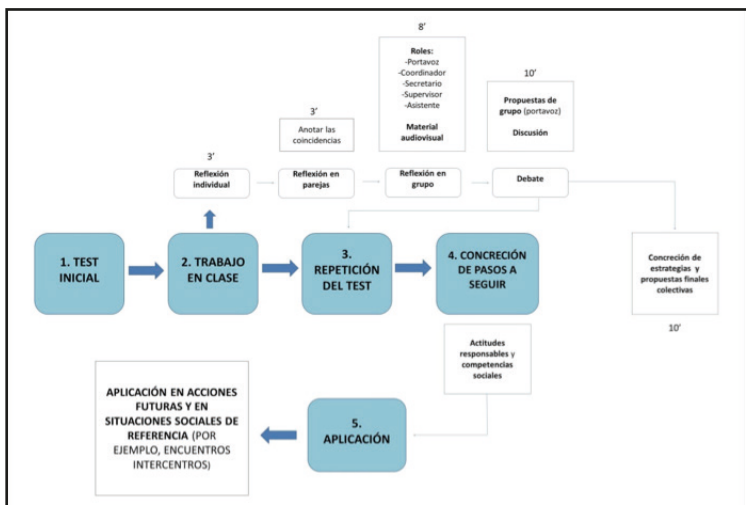 8'
Roles:
-Portavoz
-Coordinador
-Secretario
-Supervisor
-Asistente
Material
audiovisual
10'
Propuestas de
grupo (portavoz)
Discusión
3'
Anotar las
coincidencias
3'
Reflexión
individual
Reflexión en
parejas
Reflexión en
grupo
Debate
1. TEST
INICIAL
2. TRABAJO
EN CLASE
3.
REPETICIÓN
DEL TEST
4. CONCRECIÓN
DE PASOS A
SEGUIR
Concreción de
estrategias y
propuestas finales
colectivas
10'
Actitudes
responsables y
competencias
sociales
APLICACIÓN EN ACCIONES
FUTURAS Y EN
SITUACIONES SOCIALES DE
REFERENCIA (POR
EJEMPLO, ENCUENTROS
INTERCENTROS)
5.
APLICACIÓN